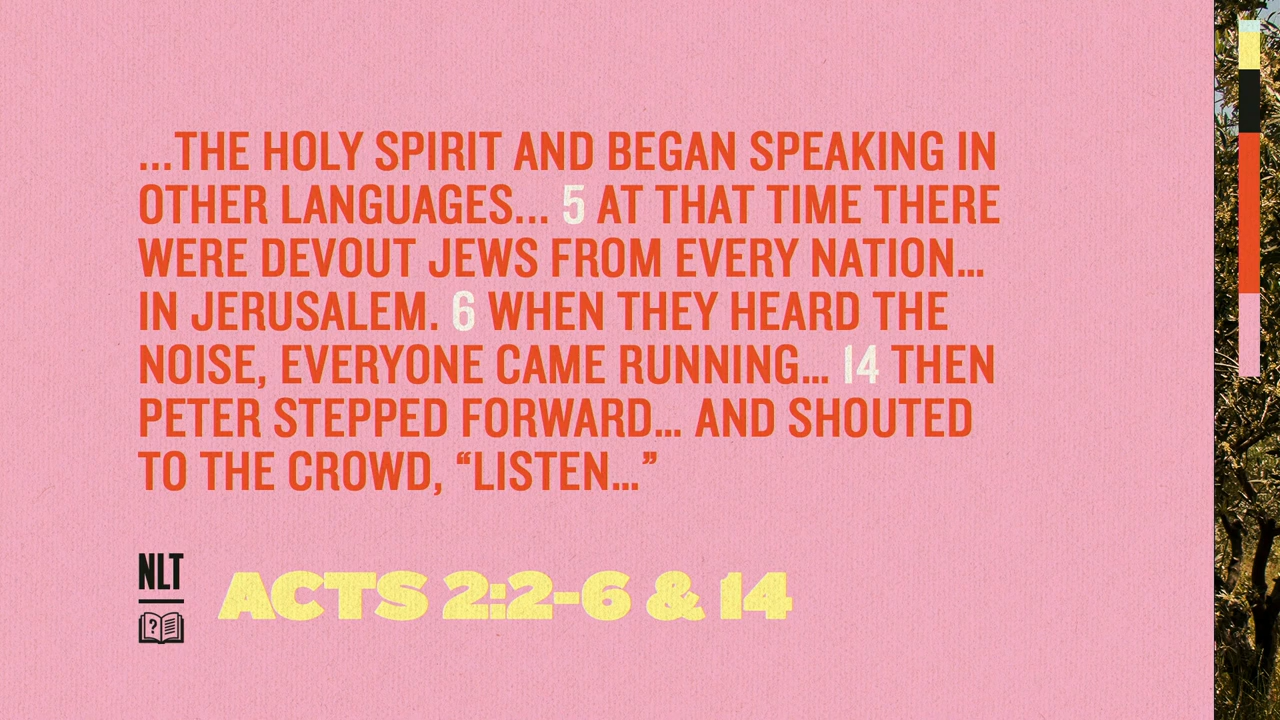 ...THE HOLY SPIRIT AND BEGAN SPEAKING IN
OTHER LANGUAGES... 5 AT THAT TIME THERE
WERE DEVOUT JEWS FROM EVERY NATION...
IN JERUSALEM. 6 WHEN THEY HEARD THE
NOISE, EVERYONE CAME RUNNING... 14 THEN
PETER STEPPED FORWARD... AND SHOUTED
TO THE CROWD, “LISTEN...”
NLT
?
ACTS 2:2-6 & 14